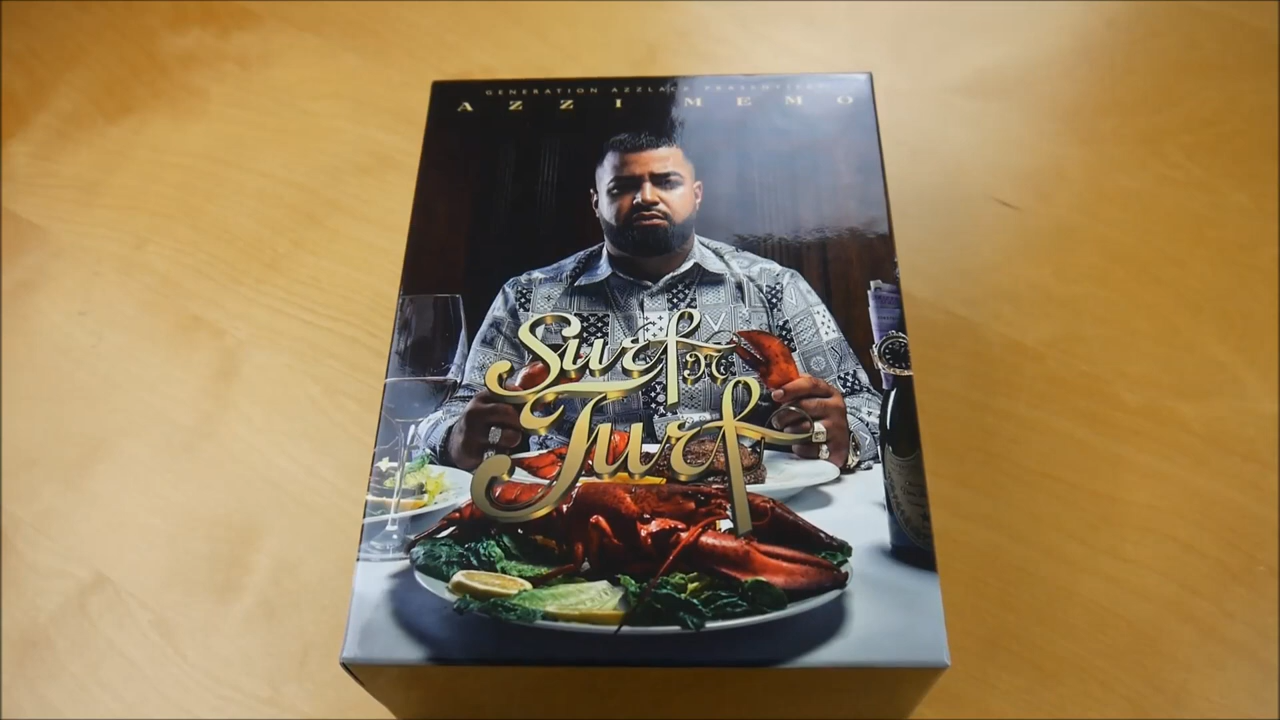 GENERATION AZZLACK PRÄSENTIERT
AZZI MEMO
Surf
or
Turf